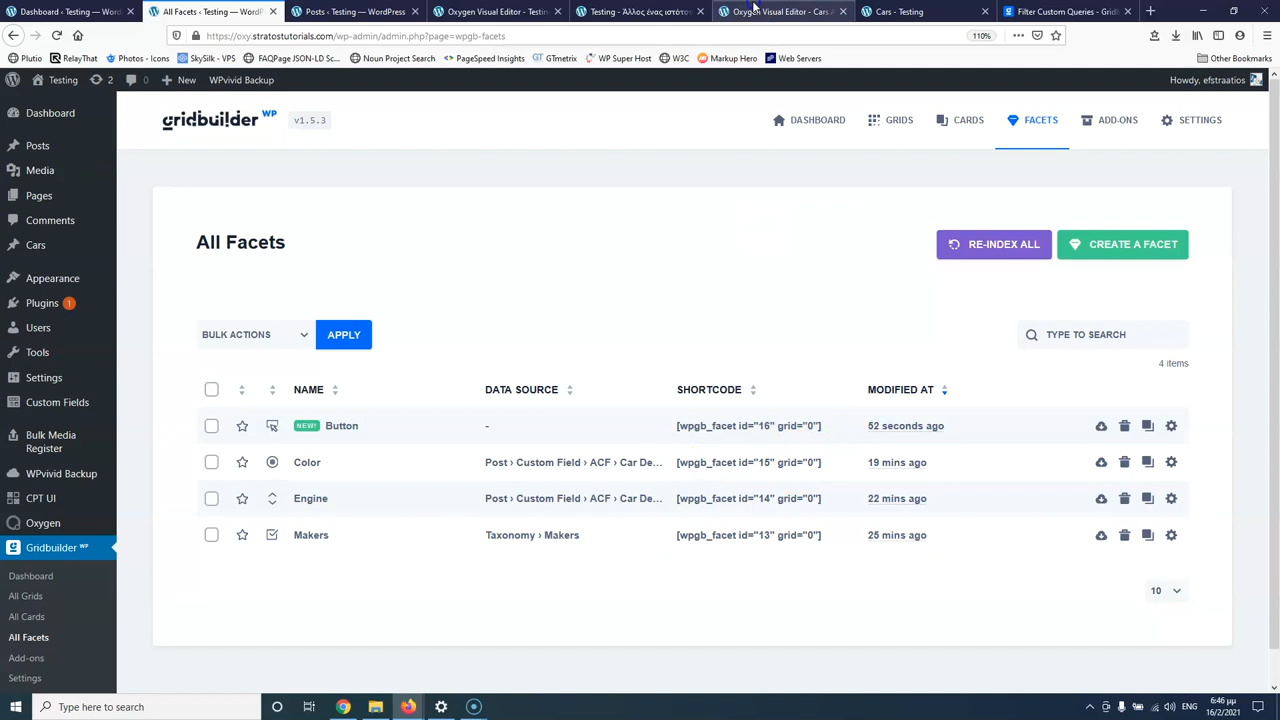 Dashboard ‹ Testing — Word
All Facets ‹ Testing — WordP
Posts ‹ Testing — WordPress
Oxygen Visual Editor - Testin
Testing - Άλλος ένας ιστότοπ
Oxygen Visual Editor - Cars A
Cars - Testing
Filter Custom Queries - Gridb
https://oxy.stratostutorials.com/wp-admin/admin.php?page=wpgb-facets
110%
Plutio
RelayThat
Photos - Icons
SkySilk - VPS
FAQPage JSON-LD Sc...
Noun Project Search
PageSpeed Insights
GTmetrix
WP Super Host
W3C
Markup Hero
Web Servers
Other Bookmarks
Testing
2
0
New
WPvivid Backup
Howdy, efstraatios
Dashboard
Posts
Media
Pages
Comments
Cars
Appearance
Plugins 1
Users
Tools
Settings
Custom Fields
Bulk Media
Register
WPvivid Backup
CPT UI
Oxygen
Gridbuilder WP
Dashboard
All Grids
All Cards
All Facets
Add-ons
Settings
gridbuilder WP
v1.5.3
DASHBOARD
GRIDS
CARDS
FACETS
ADD-ONS
SETTINGS
All Facets
RE-INDEX ALL
CREATE A FACET
BULK ACTIONS
APPLY
TYPE TO SEARCH
4 items
NAME DATA SOURCE SHORTCODE MODIFIED AT
NEW! Button - [wpgb_facet id="16" grid="0"] 52 seconds ago
Color Post › Custom Field › ACF › Car De... [wpgb_facet id="15" grid="0"] 19 mins ago
Engine Post › Custom Field › ACF › Car De... [wpgb_facet id="14" grid="0"] 22 mins ago
Makers Taxonomy › Makers [wpgb_facet id="13" grid="0"] 25 mins ago
10
Type here to search
6:46 μμ
16/2/2021